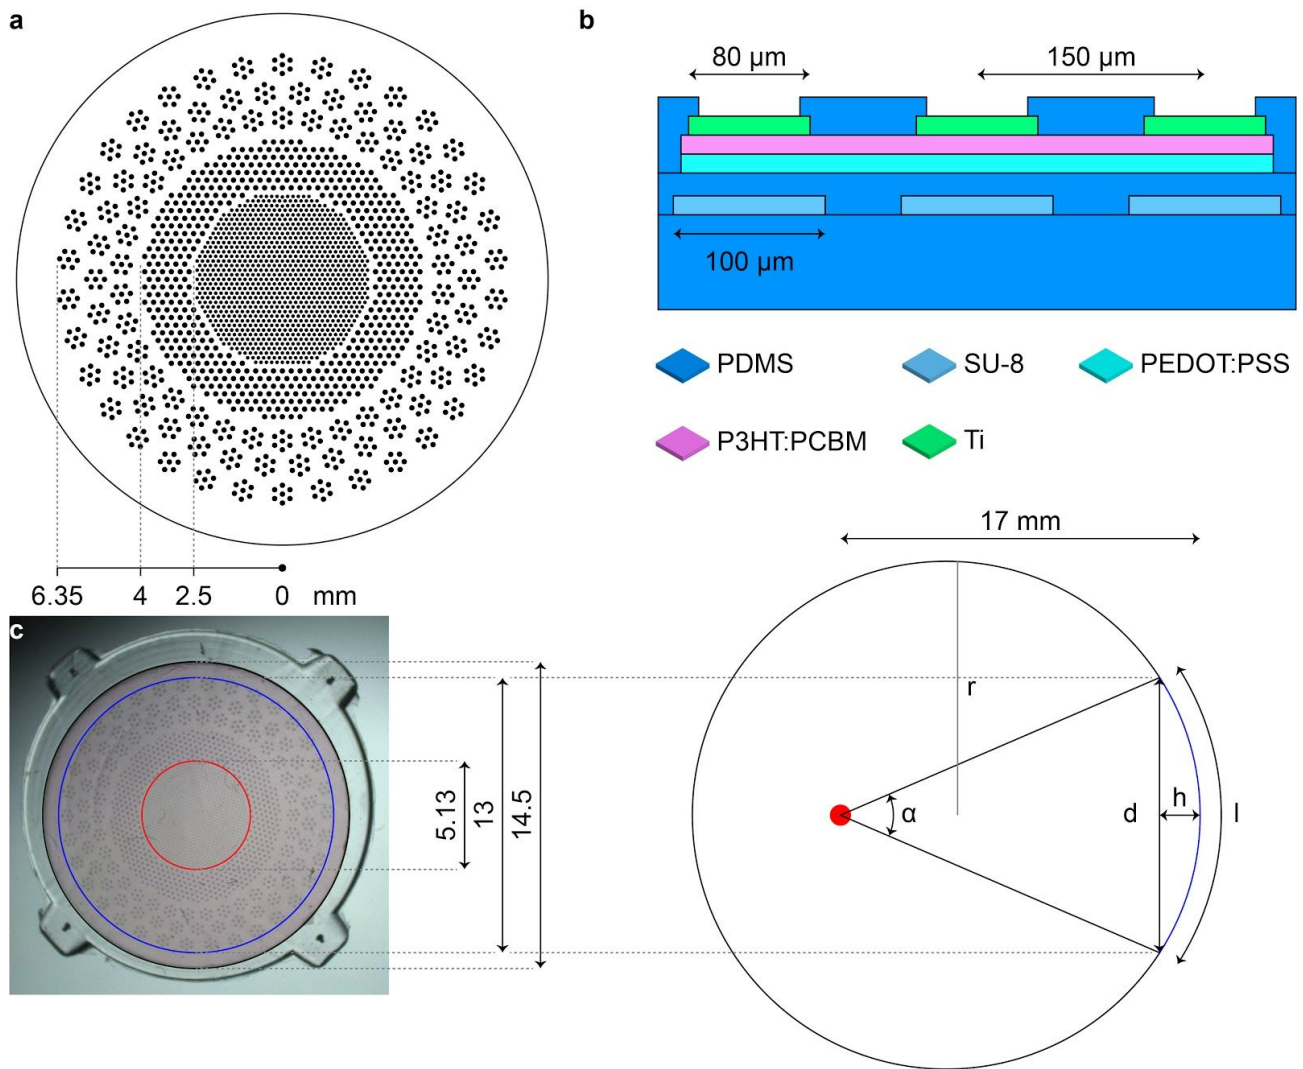 a
6.35 4 2.5 0 mm
b
80 µm 150 µm
100 µm
PDMS SU-8 PEDOT:PSS
P3HT:PCBM Ti
c
5.13
13
14.5
17 mm
r
α
d
h
l